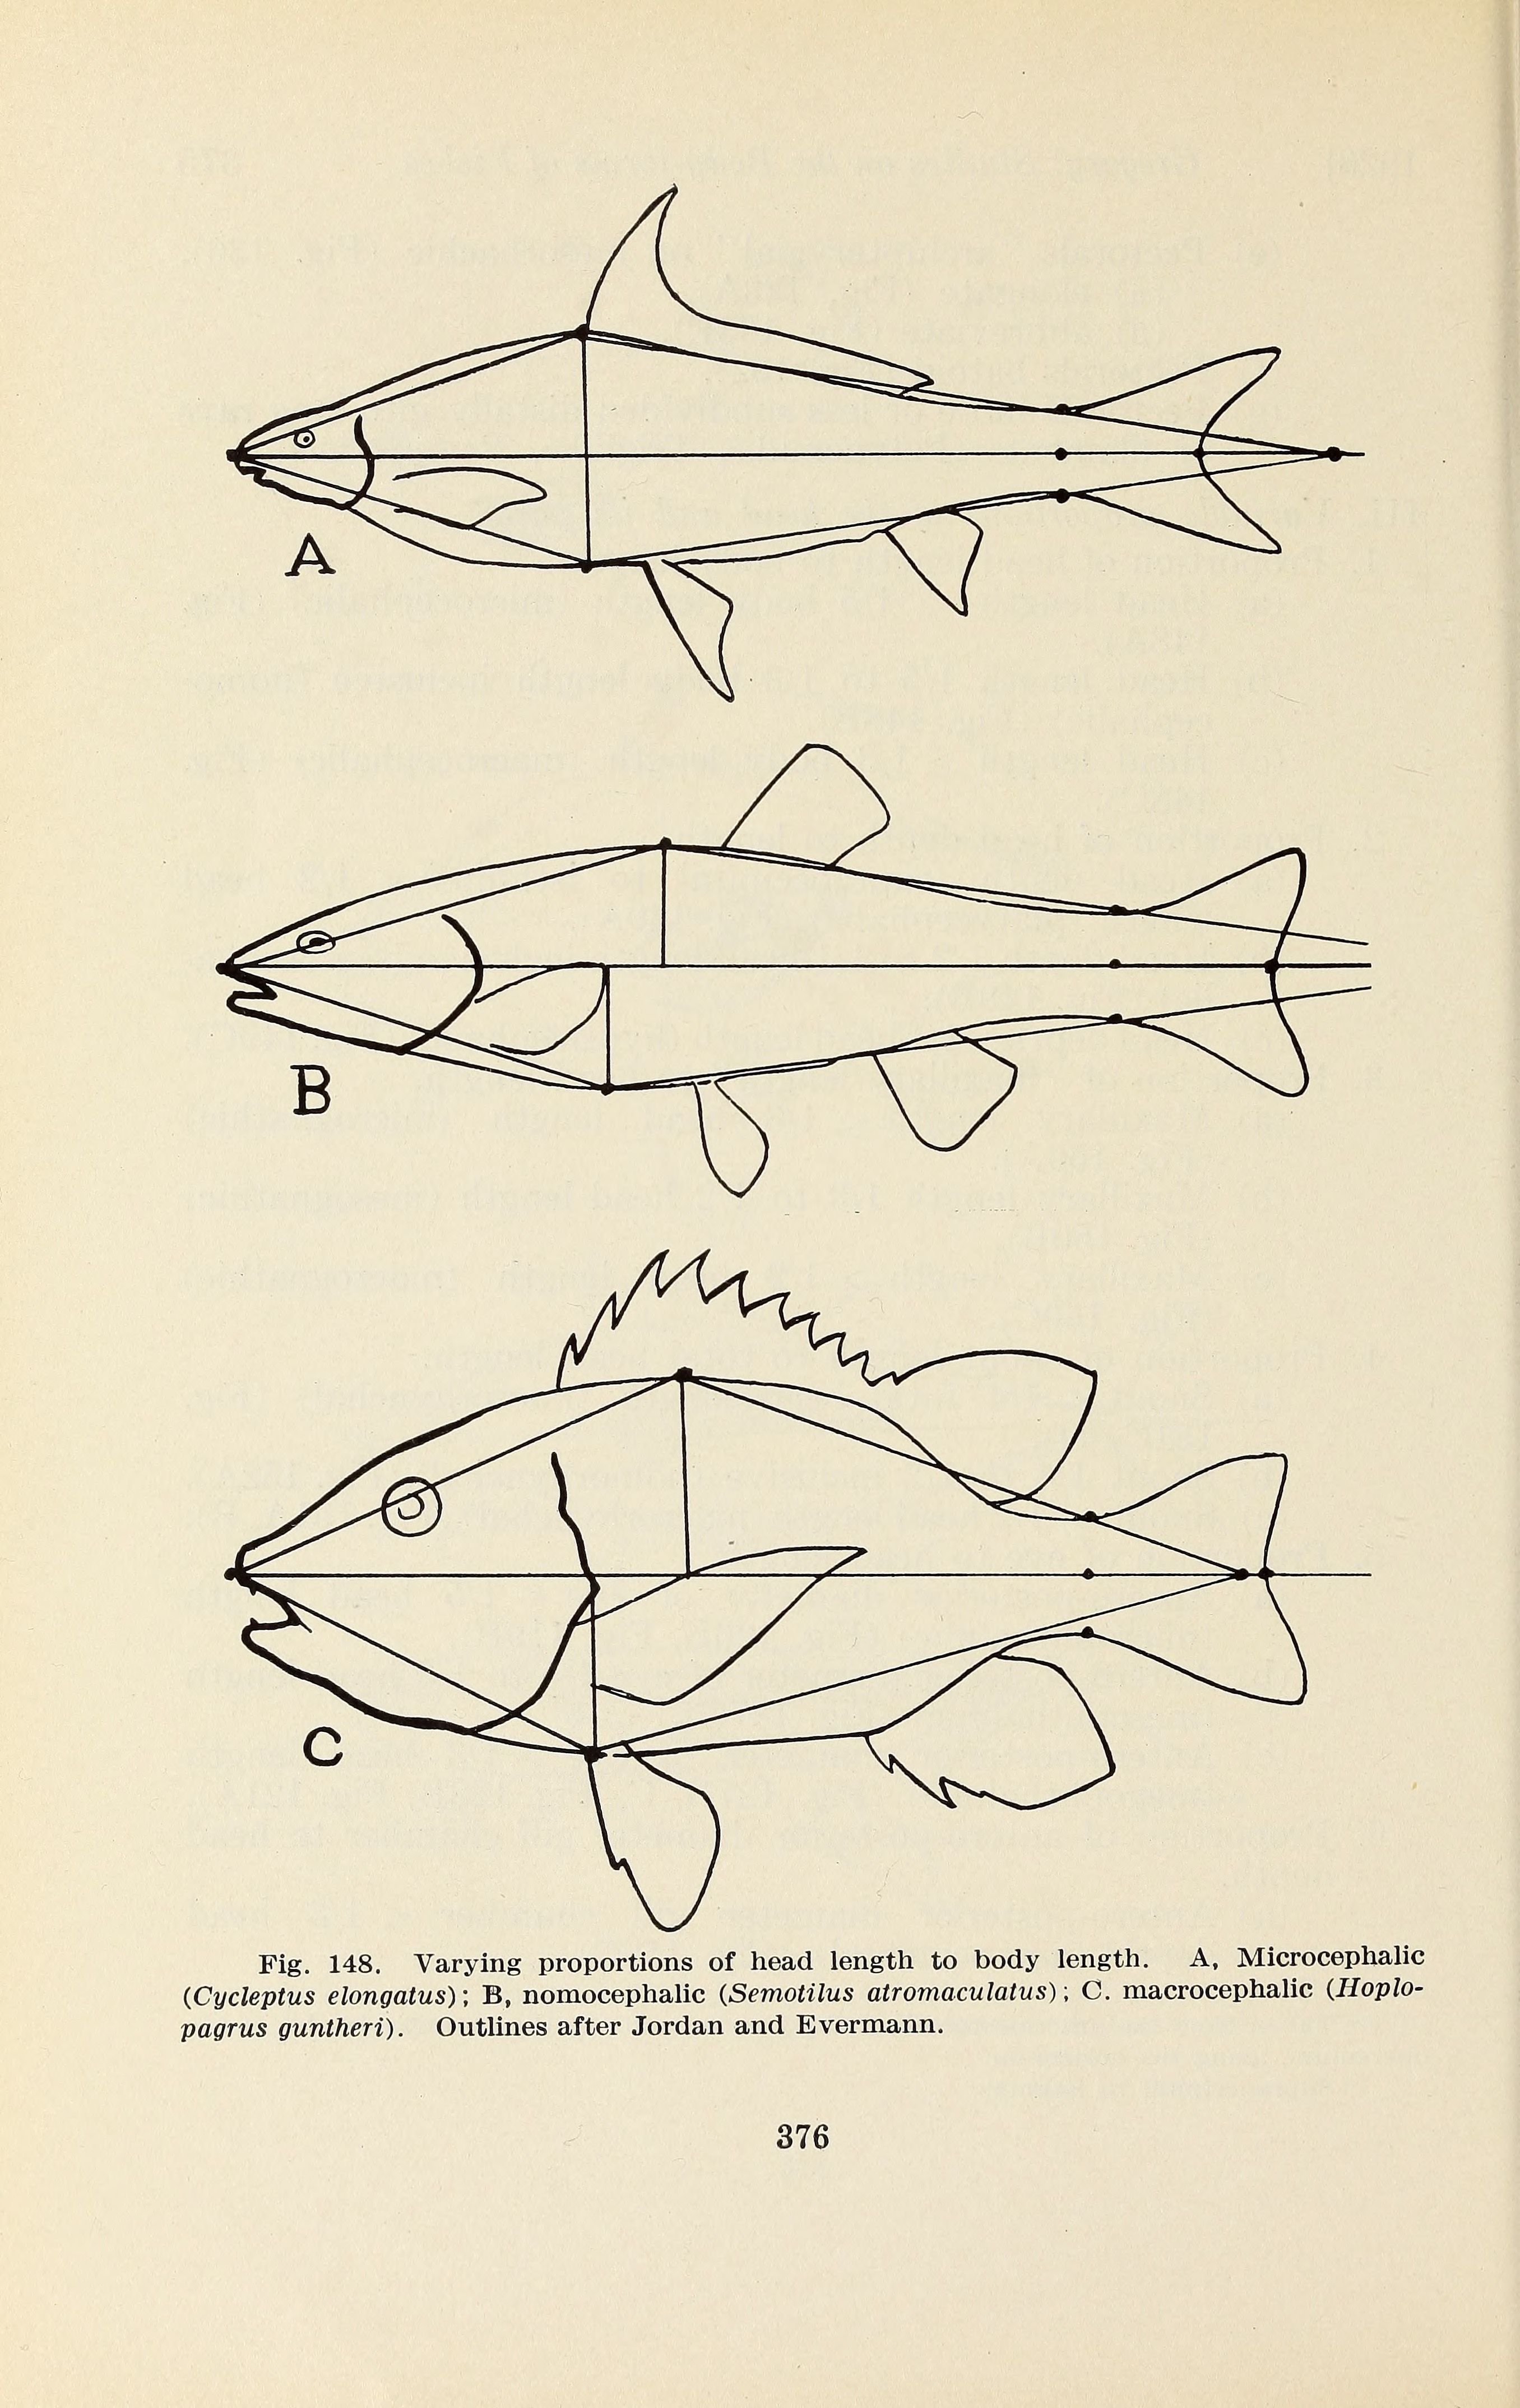 A
B
C
Fig. 148. Varying proportions of head length to body length. A, Microcephalic
(Cycleptus elongatus); B, nomocephalic (Semotilus atromaculatus); C. macrocephalic (Hoplo-
pagrus guntheri). Outlines after Jordan and Evermann.
376